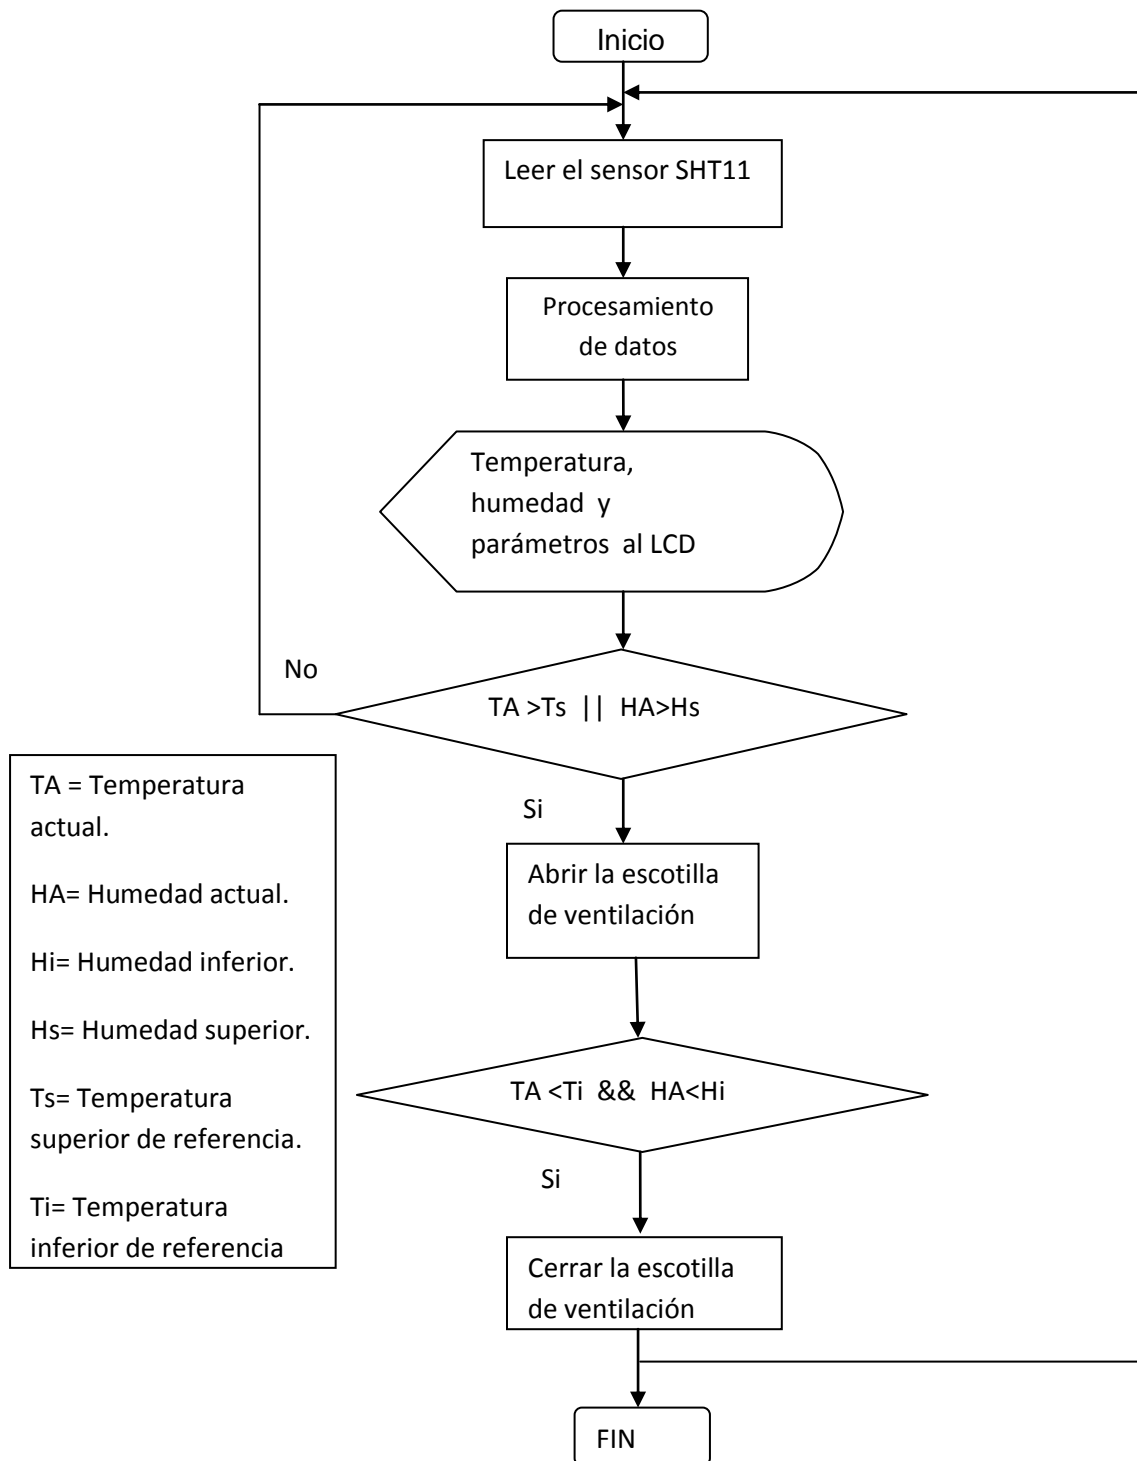 Inicio
Leer el sensor SHT11
Procesamiento
de datos
Temperatura,
humedad y
parámetros al LCD
No
TA >Ts || HA>Hs
Si
Abrir la escotilla
de ventilación
TA <Ti && HA<Hi
Si
Cerrar la escotilla
de ventilación
FIN
TA = Temperatura
actual.
HA= Humedad actual.
Hi= Humedad inferior.
Hs= Humedad superior.
Ts= Temperatura
superior de referencia.
Ti= Temperatura
inferior de referencia